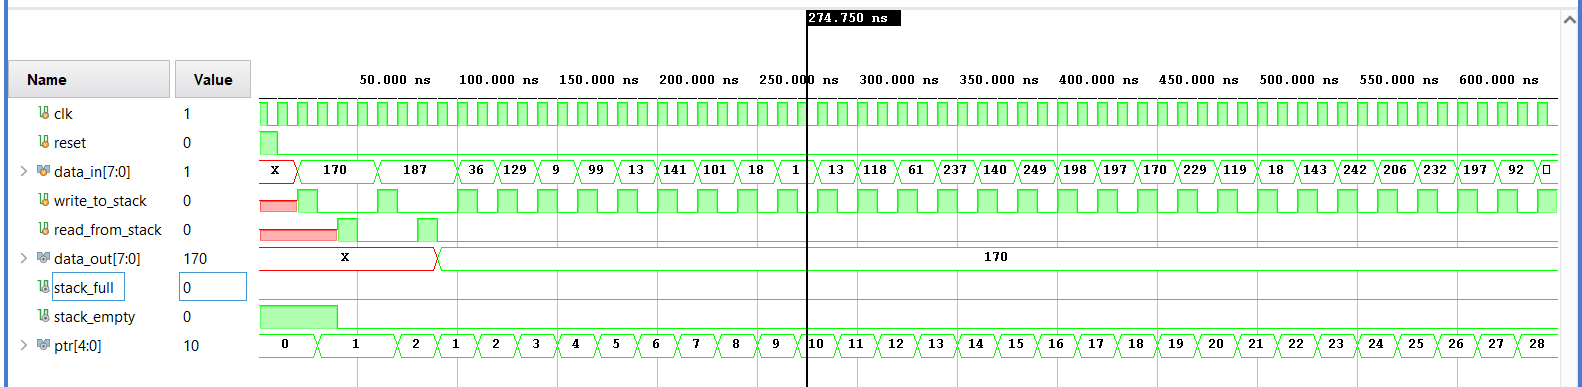 274.750 ns
Name Value 50.000 ns 100.000 ns 150.000 ns 200.000 ns 250.000 ns 300.000 ns 350.000 ns 400.000 ns 450.000 ns 500.000 ns 550.000 ns 600.000 ns
clk 1
reset 0
data_in[7:0] 1 X 170 187 36 129 9 99 13 141 101 18 1 13 118 61 237 140 249 198 197 170 229 119 18 143 242 206 232 197 92
write_to_stack 0
read_from_stack 0
data_out[7:0] 170 X 170
stack_full 0
stack_empty 0
ptr[4:0] 10 0 1 2 1 2 3 4 5 6 7 8 9 10 11 12 13 14 15 16 17 18 19 20 21 22 23 24 25 26 27 28